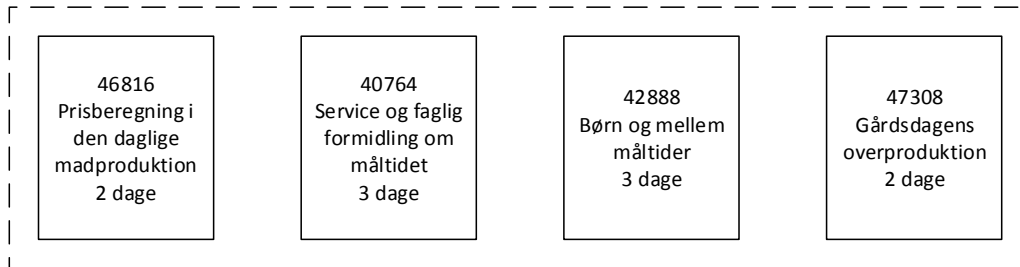 46816
Prisberegning i
den daglige
madproduktion
2 dage
40764
Service og faglig
formidling om
måltidet
3 dage
42888
Børn og mellem
måltider
3 dage
47308
Gårdsdagens
overproduktion
2 dage